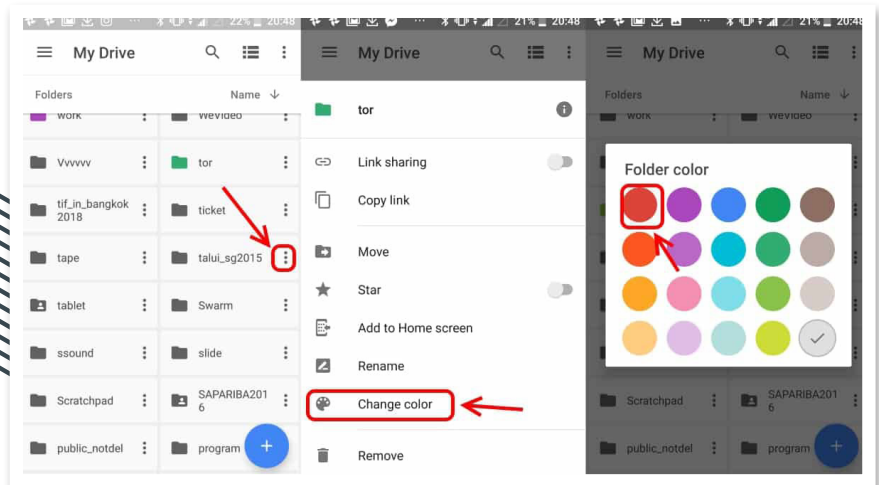 22% 20:48
My Drive
Folders Name
work WeVideo
Vvvvvv tor
tif_in_bangkok
2018
ticket
tape talui_sg2015
tablet Swarm
ssound slide
Scratchpad SAPARIBA201
6
public_notdel program
21% 20:48
My Drive
tor
Link sharing
Copy link
Move
Star
Add to Home screen
Rename
Change color
Remove
21% 20:48
My Drive
Folders Name
work WeVideo
Folder color
Scratchpad SAPARIBA201
6
public_notdel program